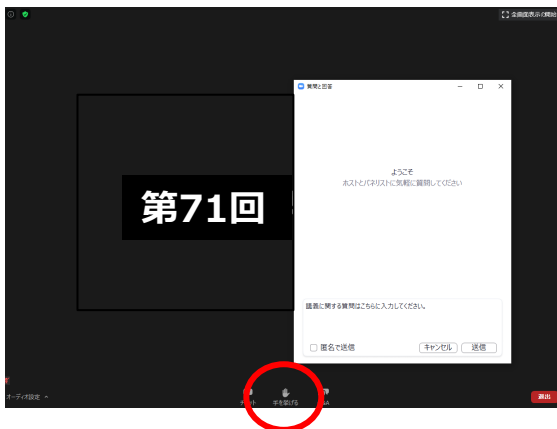 全画面表示の開始
質問と回答
ようこそ
ホストとパネリストに気軽に質問してください
第71回
議義に関する質問はこちらに入力してください。
匿名で送信
キャンセル
送信
オーディオ設定
チャット
手を挙げる
Q&A
退出